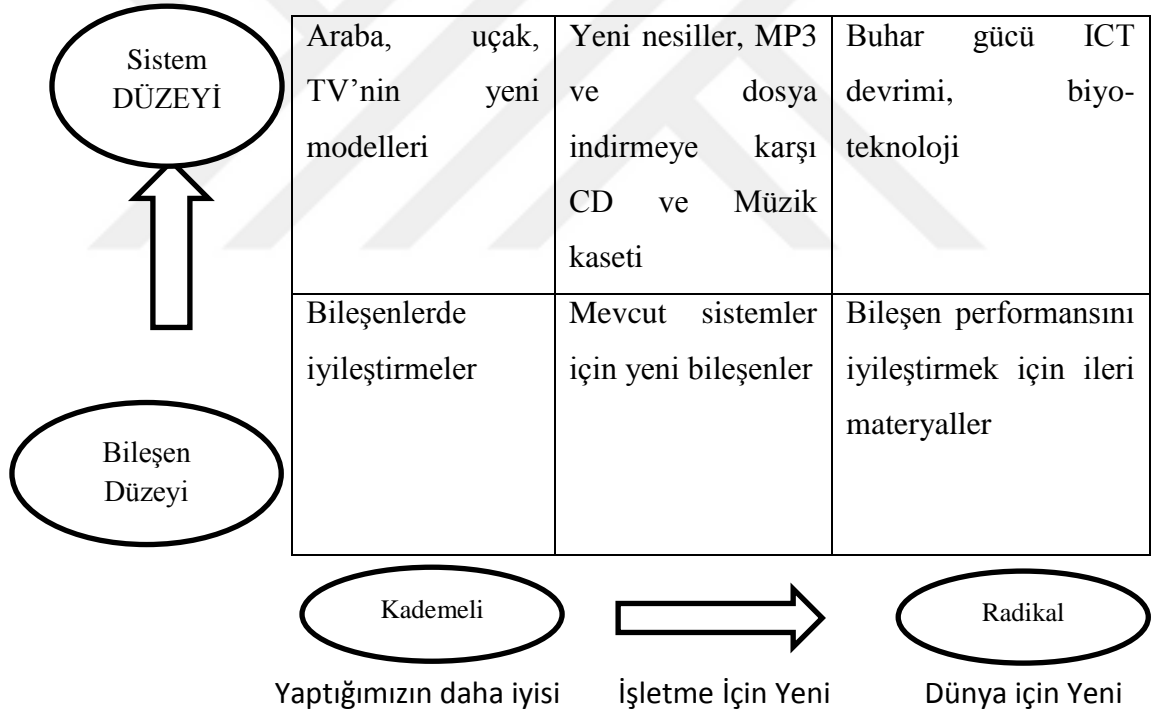 Sistem
DÜZEYİ
Araba, uçak,
TV’nin yeni
modelleri
Yeni nesiller, MP3
ve dosya
indirmeye karşı
CD ve Müzik
kaseti
Buhar gücü ICT
devrimi, biyo-
teknoloji
Bileşen
Düzeyi
Bileşenlerde
iyileştirmeler
Mevcut sistemler
için yeni bileşenler
Bileşen performansını
iyileştirmek için ileri
materyaller
Kademeli
Radikal
Yaptığımızın daha iyisi
İşletme İçin Yeni
Dünya için Yeni